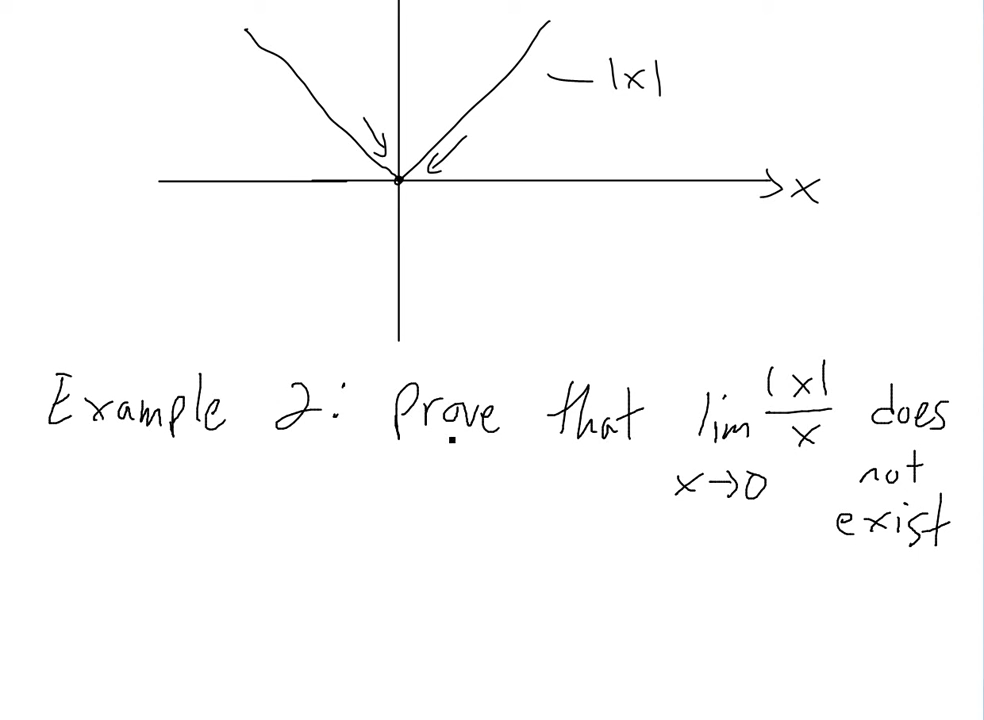 |x|
x
Example 2: Prove that lim |x|/x does
x→0 not
exist